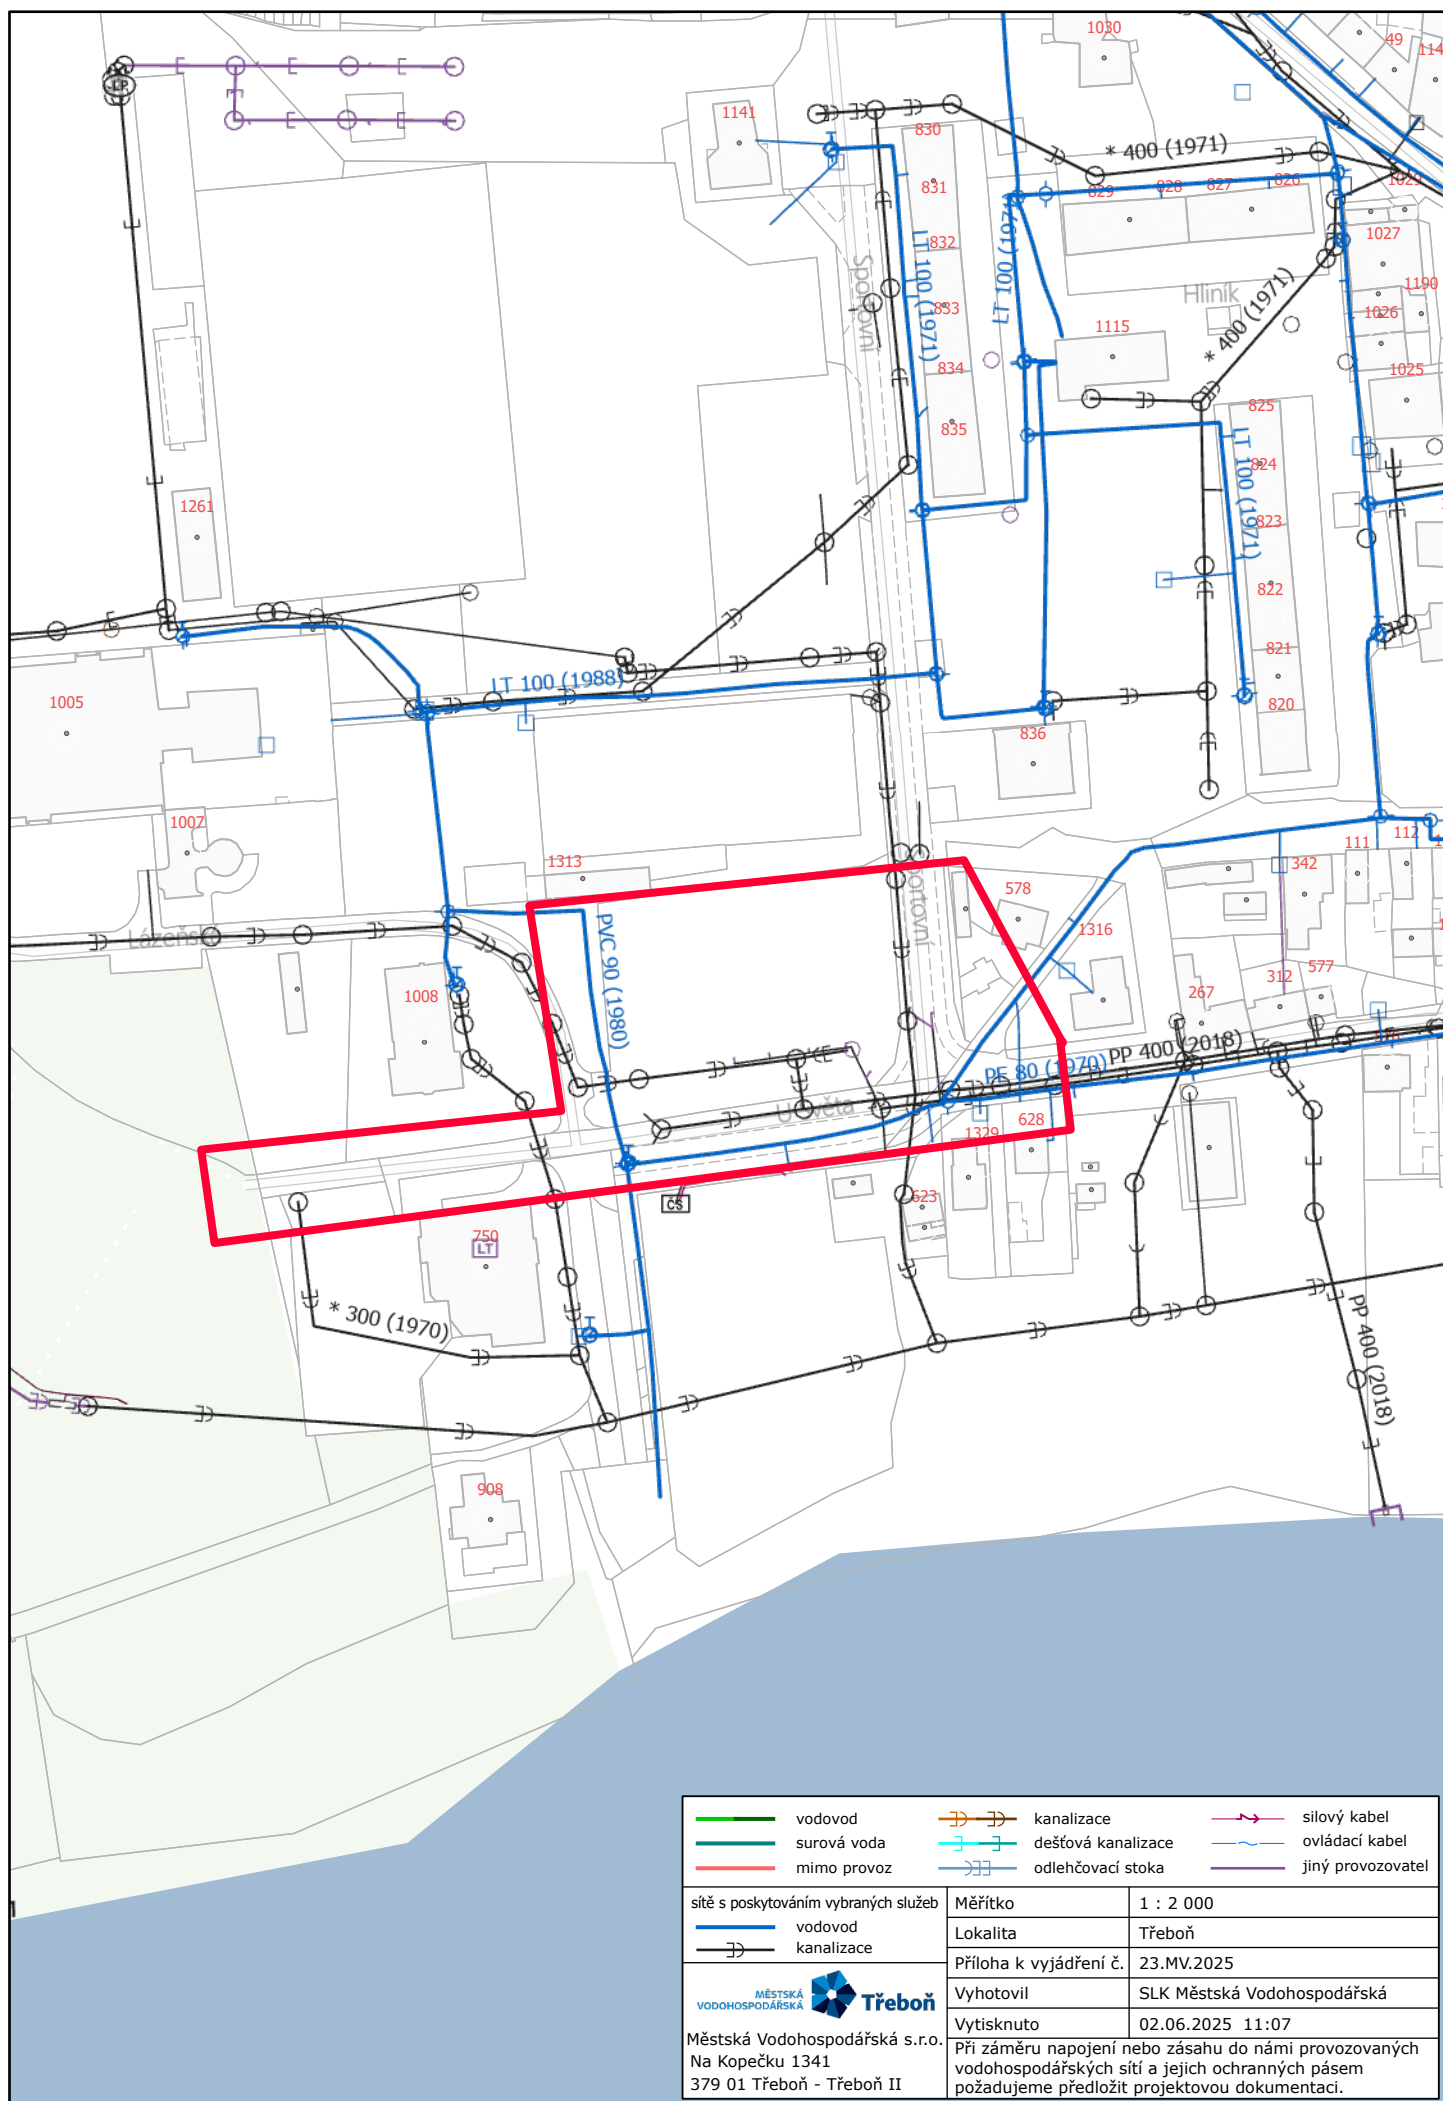 1030
49
1141
830
* 400 (1971)
831
829
828
827
826
1029
LT 100 (1971)
832
LT 100 (1971)
1027
Sportovní
Hliník
1190
833
1026
* 400 (1971)
1115
834
1025
825
835
LT 100 (1971)
824
1261
823
822
821
LT 100 (1988)
1005
820
836
1007
111
112
1313
342
578
Sportovní
1316
PVC 90 (1980)
577
312
1008
267
PP 400 (2018)
PE 80 (1970)
U Světa
628
1329
623
ČS
750
LT
* 300 (1970)
PP 400 (2018)
908
vodovod
kanalizace
silový kabel
surová voda
dešťová kanalizace
ovládací kabel
mimo provoz
odlehčovací stoka
jiný provozovatel
sítě s poskytováním vybraných služeb
vodovod
kanalizace
Měřítko 1 : 2 000
Lokalita Třeboň
Příloha k vyjádření č. 23.MV.2025
Vyhotovil SLK Městská Vodohospodářská
Vytisknuto 02.06.2025 11:07
MĚSTSKÁ
VODOHOSPODÁŘSKÁ
Třeboň
Městská Vodohospodářská s.r.o.
Na Kopečku 1341
379 01 Třeboň - Třeboň II
Při záměru napojení nebo zásahu do námi provozovaných
vodohospodářských sítí a jejich ochranných pásem
požadujeme předložit projektovou dokumentaci.